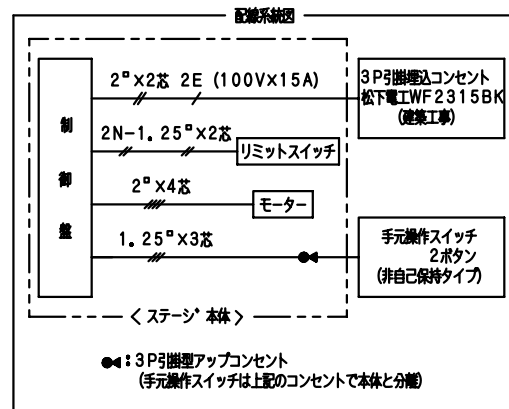 配線系統図
2□×2芯 2E (100V×15A)
3P引掛埋込コンセント
松下電工WF2315BK
(建築工事)
制御盤
2N-1.25□×2芯
リミットスイッチ
2□×4芯
モーター
1.25□×3芯
手元操作スイッチ
2ボタン
(非自己保持タイプ)
〈 ステージ本体 〉
:3P引掛型アップコンセント
(手元操作スイッチは上記のコンセントで本体と分離)